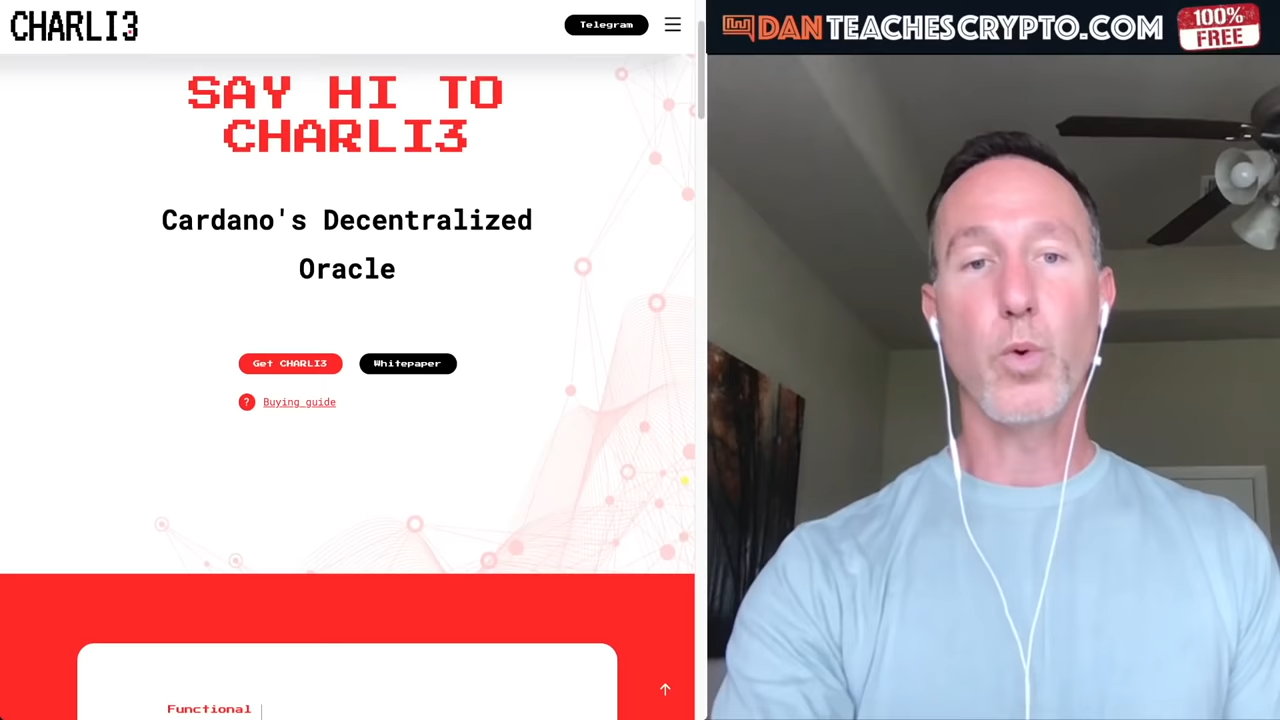 CHARLI3
Telegram
SAY HI TO
CHARLI3
Cardano's Decentralized
Oracle
Get CHARLI3
Whitepaper
?
Buying guide
Functional
DANTEACHESCRYPTO.COM
100%
FREE